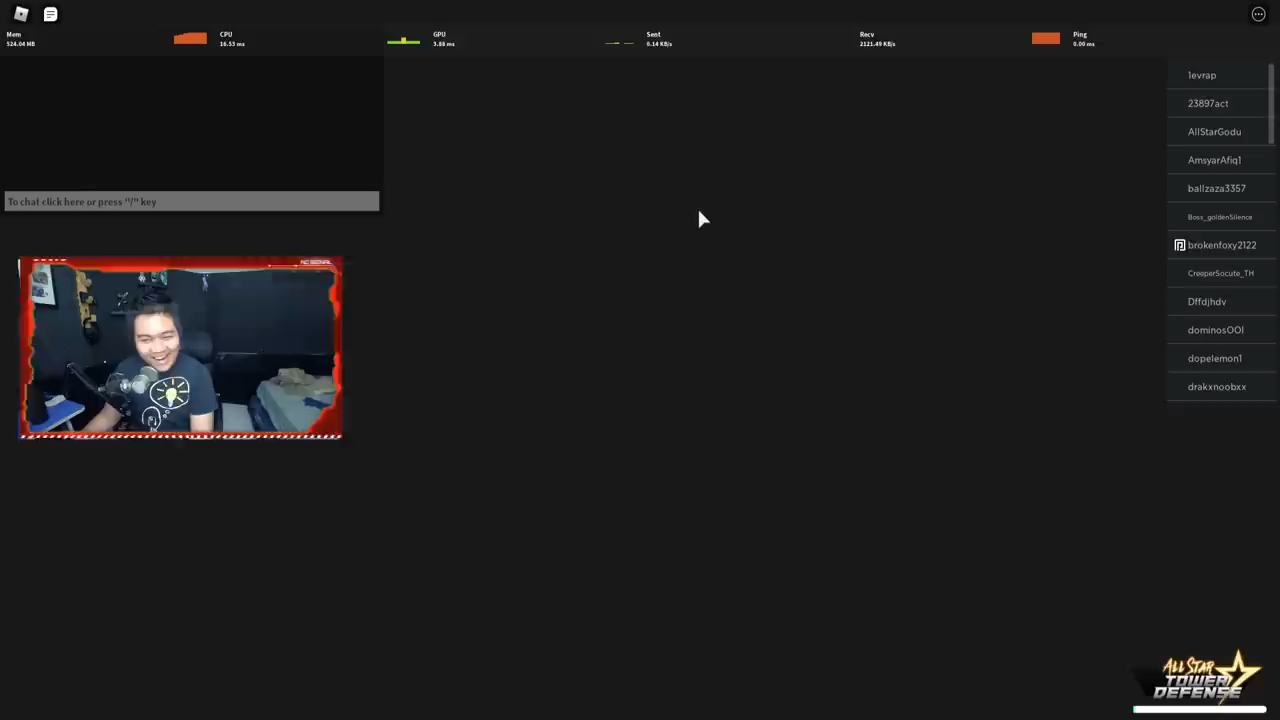 Mem
524.04 MB
CPU
16.53 ms
GPU
3.88 ms
Sent
0.14 KB/s
Recv
2121.49 KB/s
Ping
0.00 ms
1evrap
23897act
AllStarGodu
AmsyarAfiq1
ballzaza3357
Boss_goldenSilence
brokenfoxy2122
CreeperSocute_TH
Dffdjhdv
dominosOOI
dopelemon1
drakxnoobxx
To chat click here or press "/" key
ALL STAR
TOWER
DEFENSE